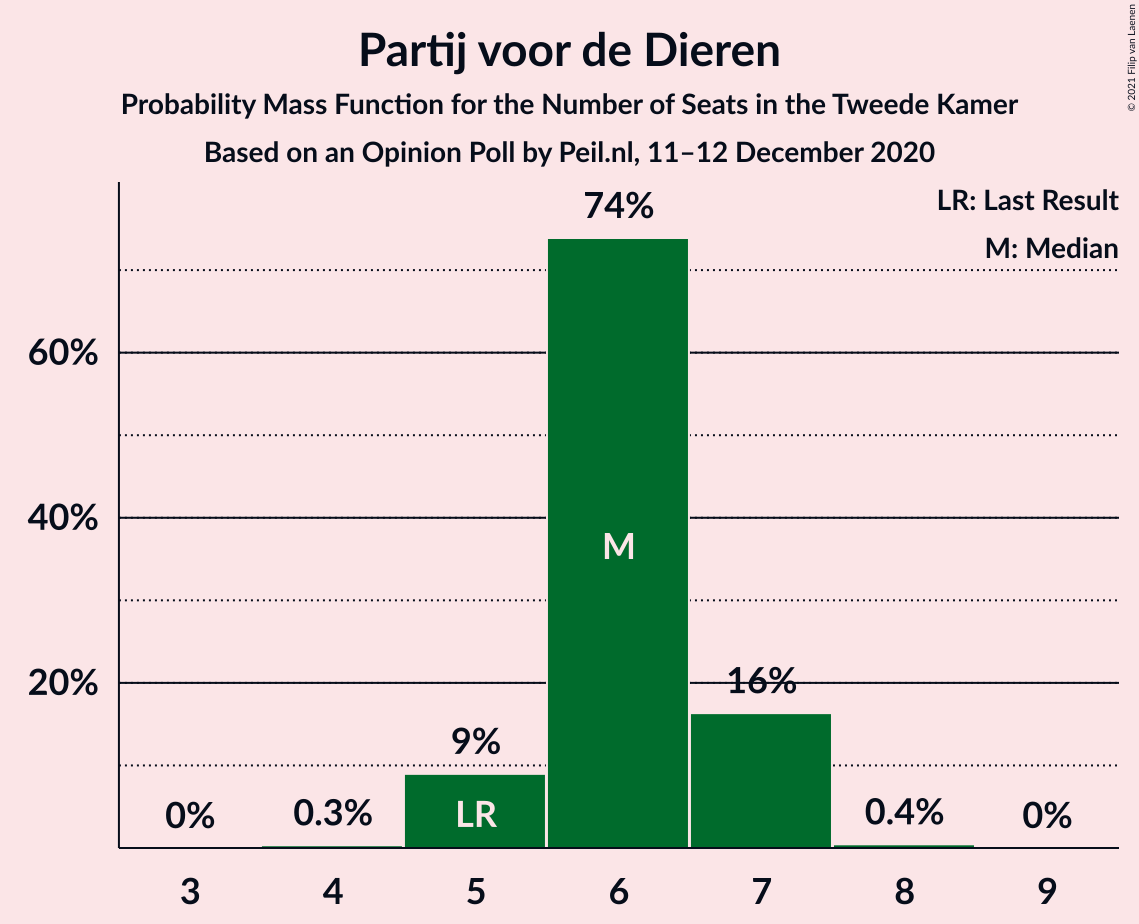 Partij voor de Dieren
Probability Mass Function for the Number of Seats in the Tweede Kamer
Based on an Opinion Poll by Peil.nl, 11–12 December 2020
© 2021 Filip van Laenen
LR: Last Result
M: Median
74%
60%
40%
20%
M
16%
9%
LR
0%
0.3%
0.4%
0%
3 4 5 6 7 8 9